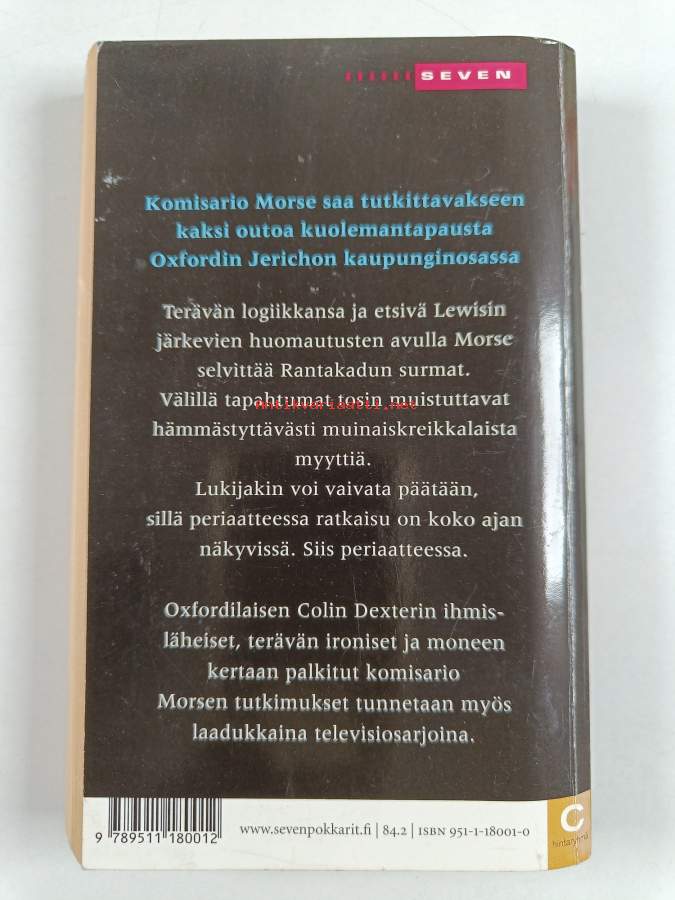 SEVEN
Komisario Morse saa tutkittavakseen
kaksi outoa kuolemantapausta
Oxfordin Jerichon kaupunginosassa
Terävän logiikkansa ja etsivä Lewisin
järkevien huomautusten avulla Morse
selvittää Rantakadun surmat.
Välillä tapahtumat tosin muistuttavat
Antikvariaatti.net
hämmästyttävästi muinaiskreikkalaista
myyttiä.
Lukijakin voi vaivata päätään,
sillä periaatteessa ratkaisu on koko ajan
näkyvissä. Siis periaatteessa.
Oxfordilaisen Colin Dexterin ihmis-
läheiset, terävän ironiset ja moneen
kertaan palkitut komisario
Morsen tutkimukset tunnetaan myös
laadukkaina televisiosarjoina.
9 789511 180012
www.sevenpokkarit.fi | 84.2 | ISBN 951-1-18001-0
C
hintaryhmä